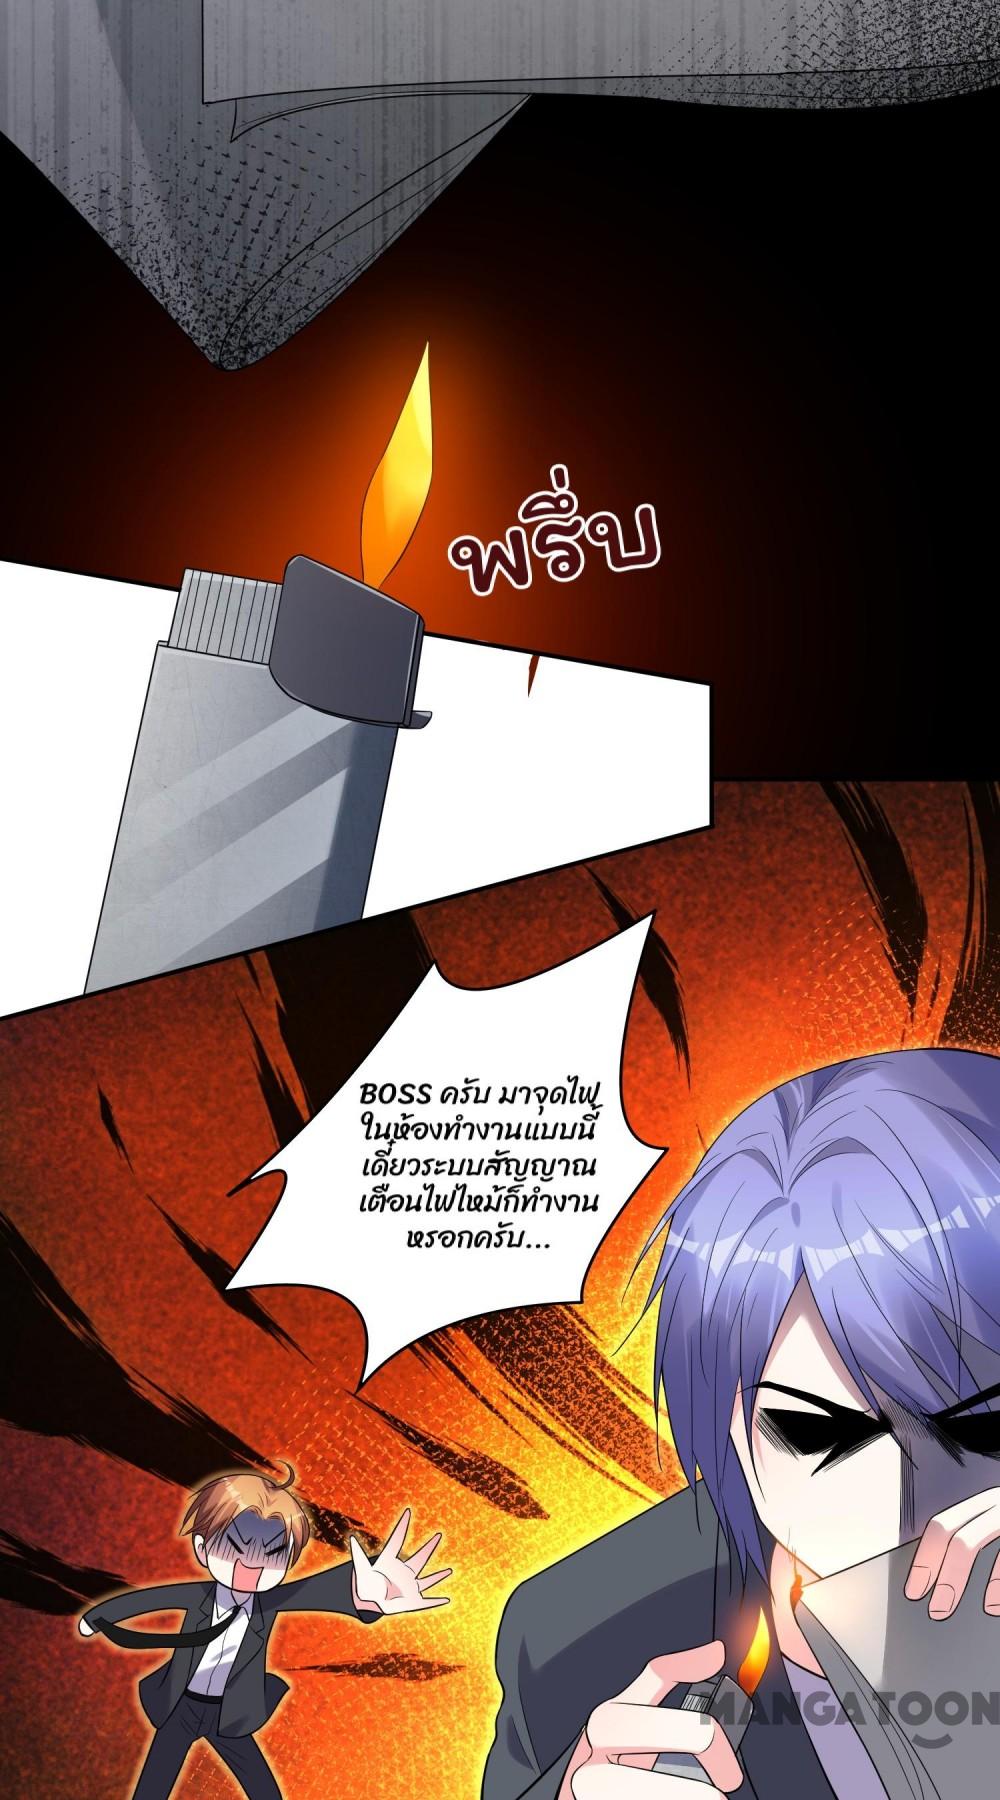 พรึ่บ
BOSS ครับ มาจุดไฟ
ในห้องทำงานแบบนี้
เดี๋ยวระบบสัญญาณ
เตือนไฟไหม้ก็ทำงาน
หรอกครับ...
MANGATOON